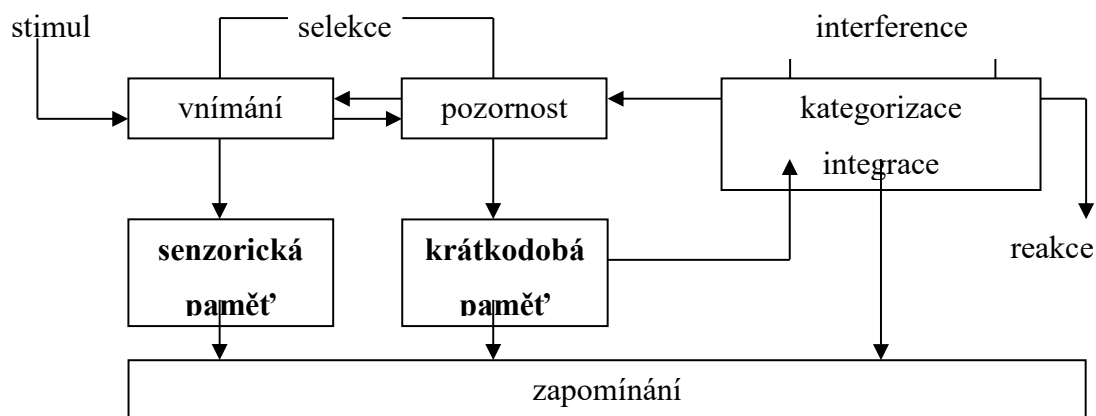 stimul
selekce
interference
vnímání
pozornost
kategorizace
integrace
senzorická
paměť
krátkodobá
paměť
reakce
zapomínání